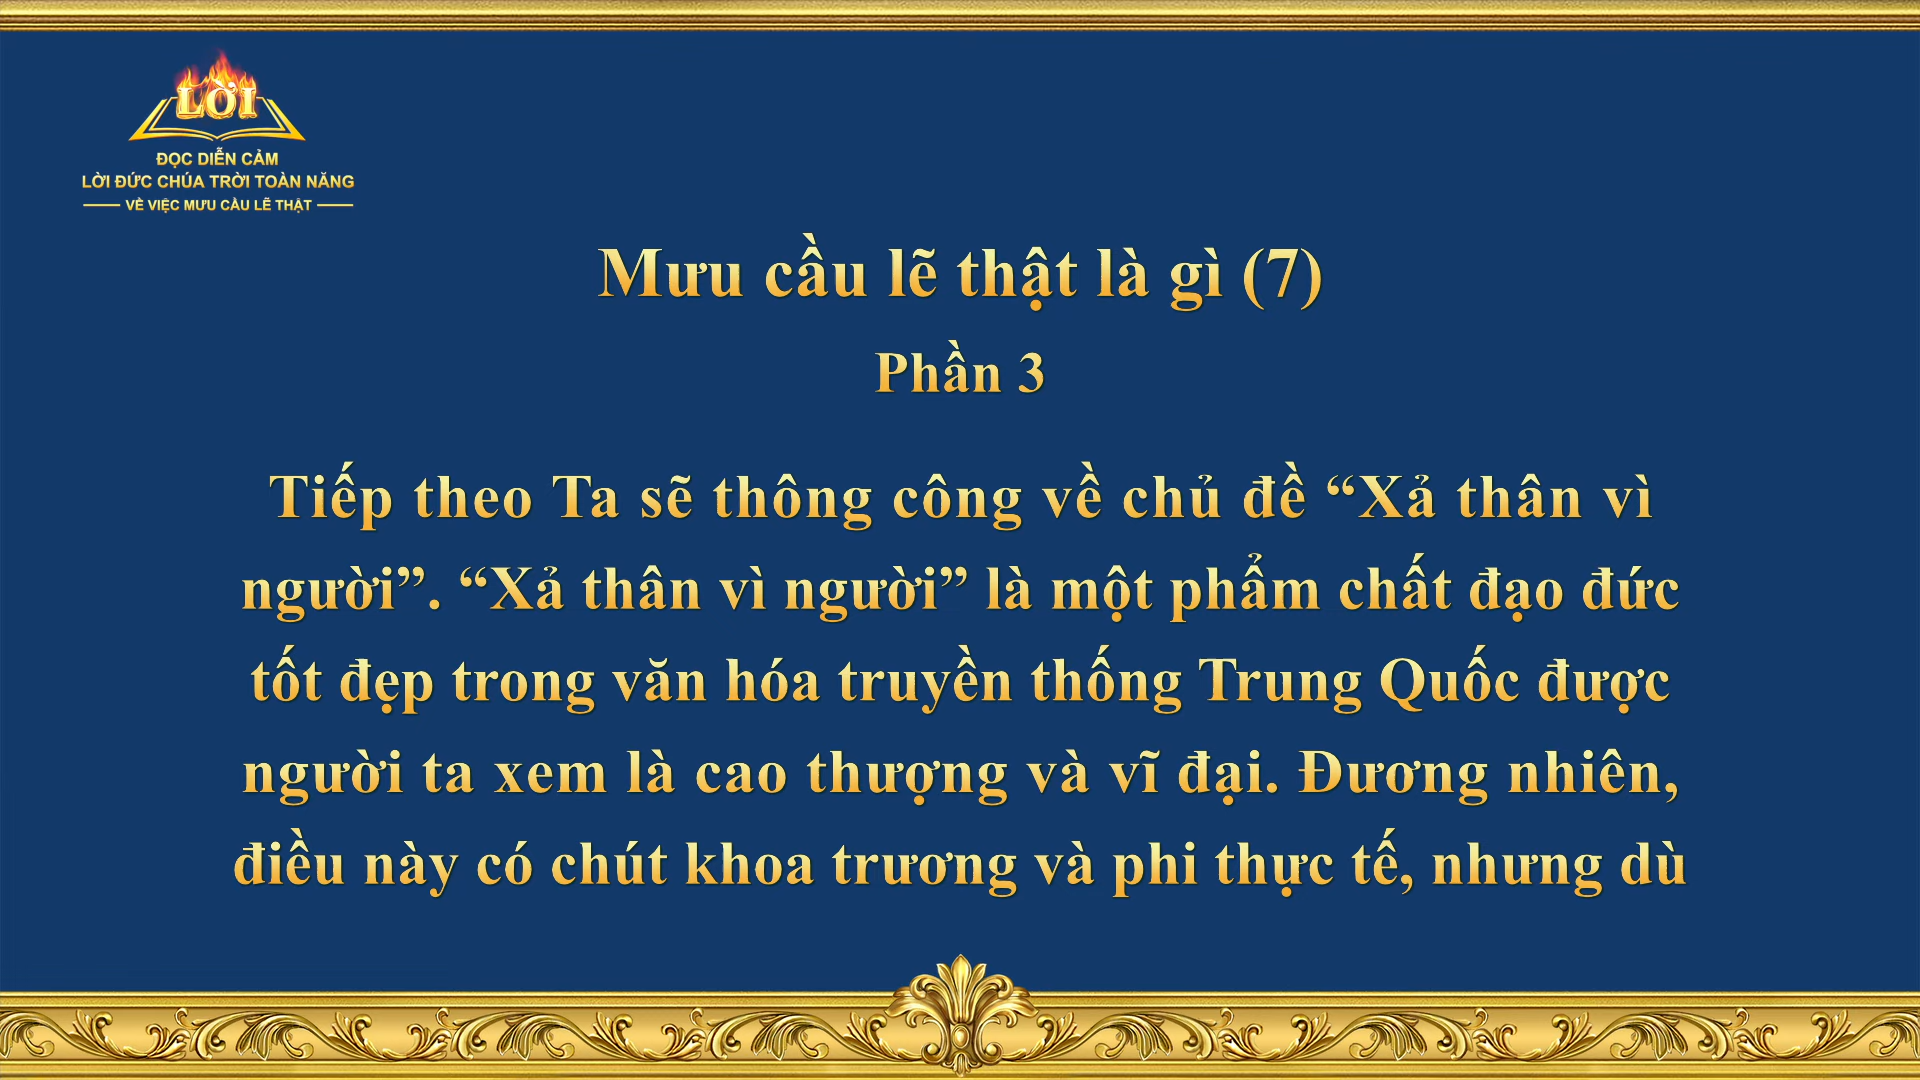 LỜI
ĐỌC DIỄN CẢM
LỜI ĐỨC CHÚA TRỜI TOÀN NĂNG
VỀ VIỆC MƯU CẦU LẼ THẬT
Mưu cầu lẽ thật là gì (7)
Phần 3
Tiếp theo Ta sẽ thông công về chủ đề “Xả thân vì
người”. “Xả thân vì người” là một phẩm chất đạo đức
tốt đẹp trong văn hóa truyền thống Trung Quốc được
người ta xem là cao thượng và vĩ đại. Đương nhiên,
điều này có chút khoa trương và phi thực tế, nhưng dù